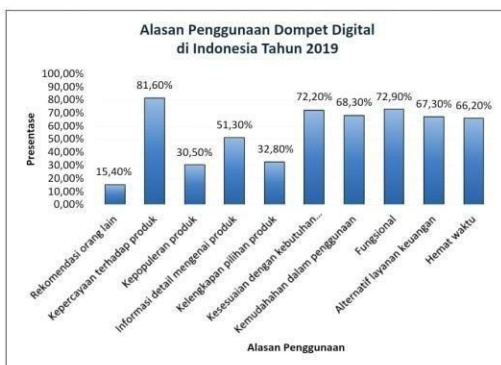 Alasan Penggunaan Dompet Digital
di Indonesia Tahun 2019
Presentase
100,00%
90,00%
80,00%
70,00%
60,00%
50,00%
40,00%
30,00%
20,00%
10,00%
0,00%
15,40%
81,60%
30,50%
51,30%
32,80%
72,20%
68,30%
72,90%
67,30%
66,20%
Rekomendasi orang lain
Kepercayaan terhadap produk
Kepopuleran produk
Informasi detail mengenai produk
Kelengkapan pilihan produk
Kesesuaian dengan kebutuhan...
Kemudahahan dalam penggunaan
Fungsional
Alternatif layanan keuangan
Hemat waktu
Alasan Penggunaan